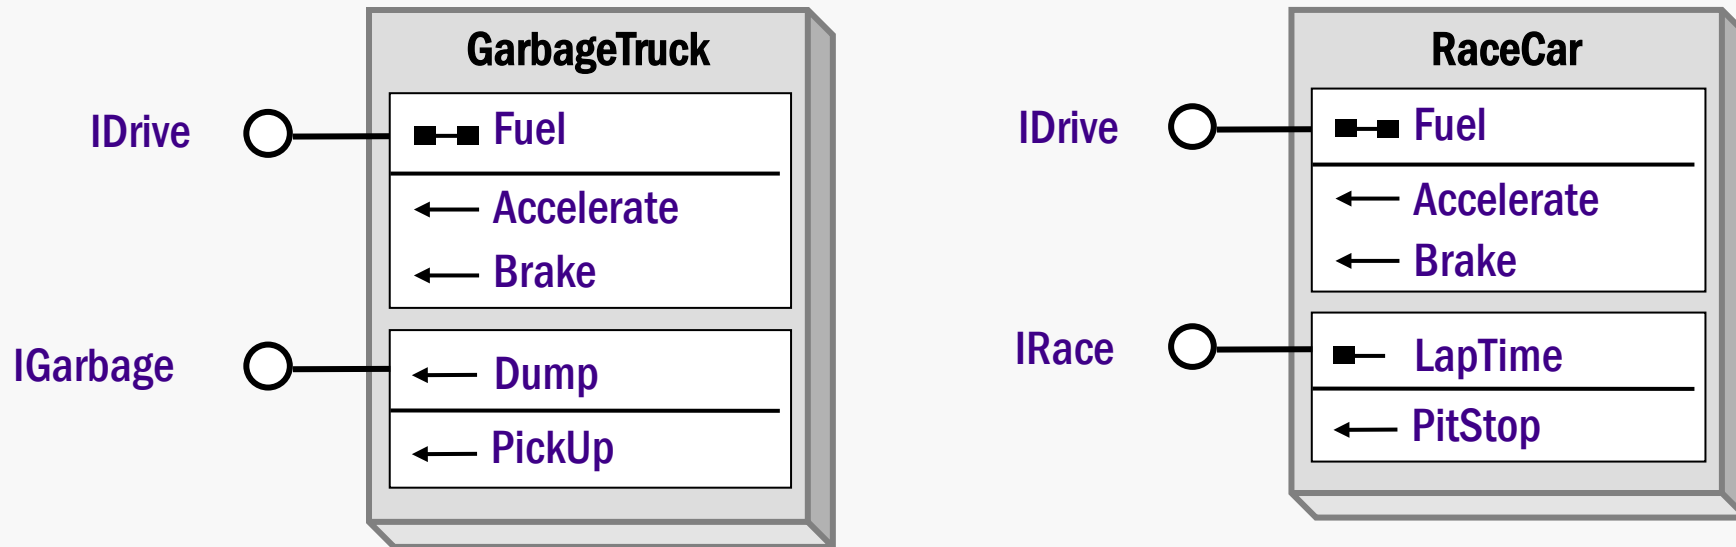 GarbageTruck
IDrive
Fuel
Accelerate
Brake
IGarbage
Dump
PickUp
RaceCar
IDrive
Fuel
Accelerate
Brake
IRace
LapTime
PitStop